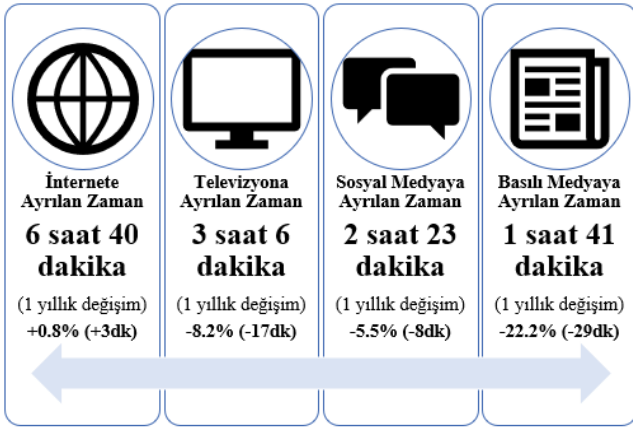 İnternete
Ayrılan Zaman
6 saat 40
dakika
(1 yıllık değişim)
+0.8% (+3dk)
Televizyona
Ayrılan Zaman
3 saat 6
dakika
(1 yıllık değişim)
-8.2% (-17dk)
Sosyal Medyaya
Ayrılan Zaman
2 saat 23
dakika
(1 yıllık değişim)
-5.5% (-8dk)
Basılı Medyaya
Ayrılan Zaman
1 saat 41
dakika
(1 yıllık değişim)
-22.2% (-29dk)